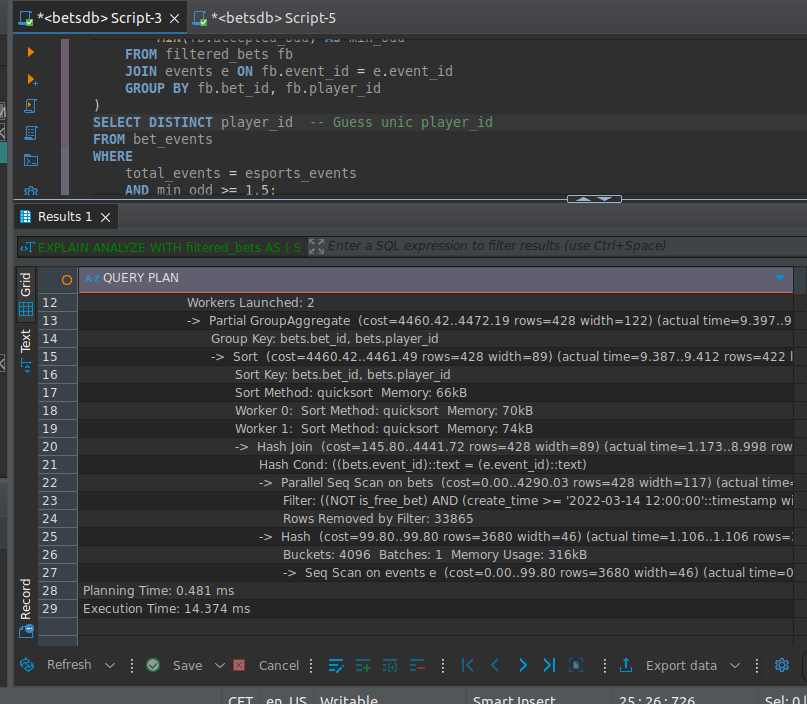 *<betsdb> Script-3
*<betsdb> Script-5
MIN(fb.accepted_odd) AS min_odd
FROM filtered_bets fb
JOIN events e ON fb.event_id = e.event_id
GROUP BY fb.bet_id, fb.player_id
)
SELECT DISTINCT player_id  -- Guess unic player_id
FROM bet_events
WHERE
total_events = esports_events
AND min_odd >= 1.5;
Results 1
EXPLAIN ANALYZE WITH filtered_bets AS ( S
Enter a SQL expression to filter results (use Ctrl+Space)
Grid
Text
Record
A-Z QUERY PLAN
12 Workers Launched: 2
13 -> Partial GroupAggregate (cost=4460.42..4472.19 rows=428 width=122) (actual time=9.397..9
14 Group Key: bets.bet_id, bets.player_id
15 -> Sort (cost=4460.42..4461.49 rows=428 width=89) (actual time=9.387..9.412 rows=422 l
16 Sort Key: bets.bet_id, bets.player_id
17 Sort Method: quicksort Memory: 66kB
18 Worker 0: Sort Method: quicksort Memory: 70kB
19 Worker 1: Sort Method: quicksort Memory: 74kB
20 -> Hash Join (cost=145.80..4441.72 rows=428 width=89) (actual time=1.173..8.998 row
21 Hash Cond: ((bets.event_id)::text = (e.event_id)::text)
22 -> Parallel Seq Scan on bets (cost=0.00..4290.03 rows=428 width=117) (actual time=
23 Filter: ((NOT is_free_bet) AND (create_time >= '2022-03-14 12:00:00'::timestamp wi
24 Rows Removed by Filter: 33865
25 -> Hash (cost=99.80..99.80 rows=3680 width=46) (actual time=1.106..1.106 rows=
26 Buckets: 4096 Batches: 1 Memory Usage: 316kB
27 -> Seq Scan on events e (cost=0.00..99.80 rows=3680 width=46) (actual time=0
28 Planning Time: 0.481 ms
29 Execution Time: 14.374 ms
Refresh
Save
Cancel
Export data
CET
en_US
Writable
Smart Insert
25 : 26 : 726
Sel: 0